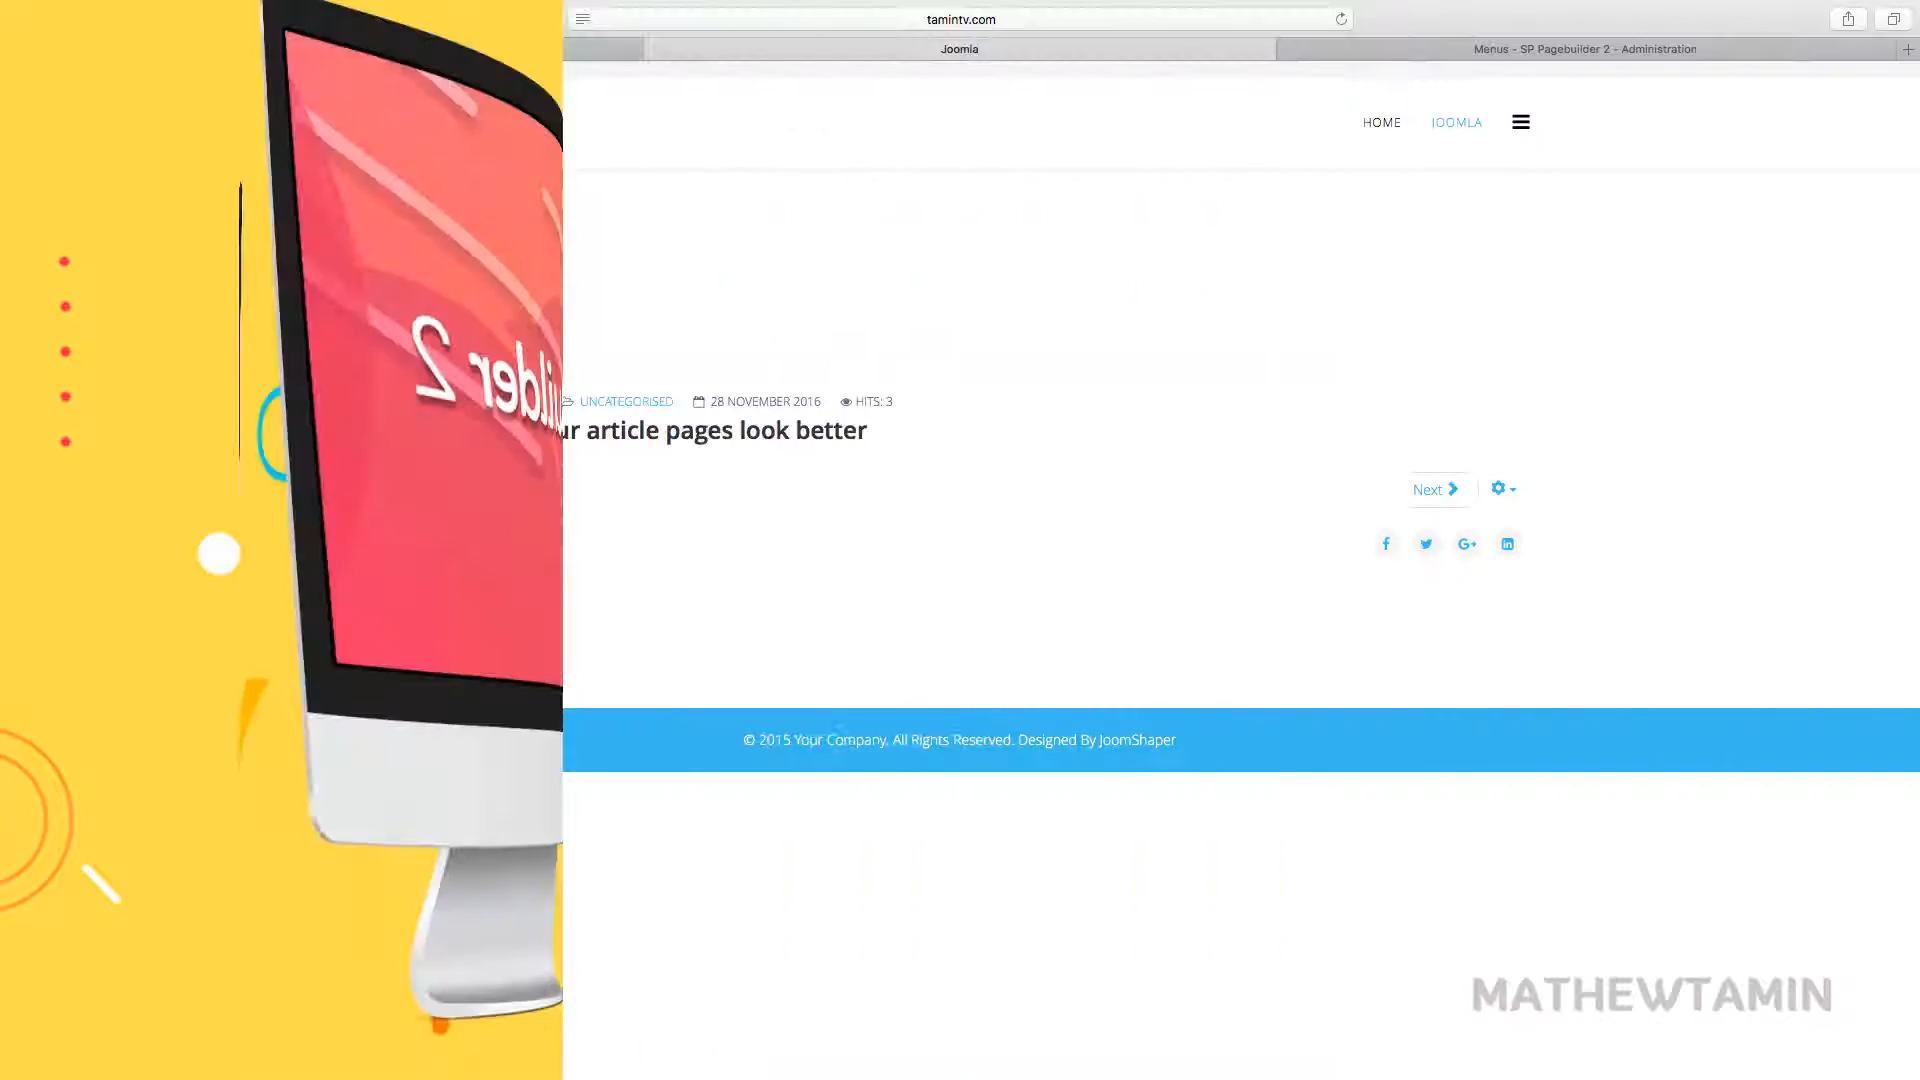 tamintv.com
Joomla
Menus - SP Pagebuilder 2 - Administration
HOME JOOMLA
UNCATEGORISED 28 NOVEMBER 2016 HITS: 3
ur article pages look better
Next
© 2015 Your Company. All Rights Reserved. Designed By JoomShaper
ilder 2
MATHEWTAMIN